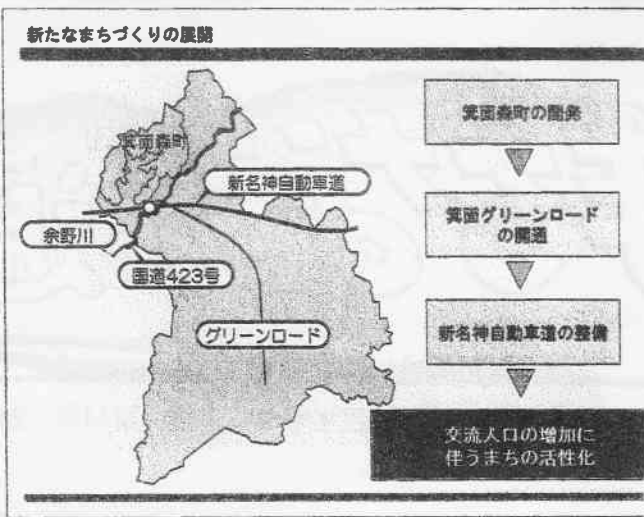 新たなまちづくりの展開
箕面森町
新名神自動車道
余野川
国道423号
グリーンロード
箕面森町の開発
箕面グリーンロード
の開通
新名神自動車道の整備
交流人口の増加に
伴うまちの活性化